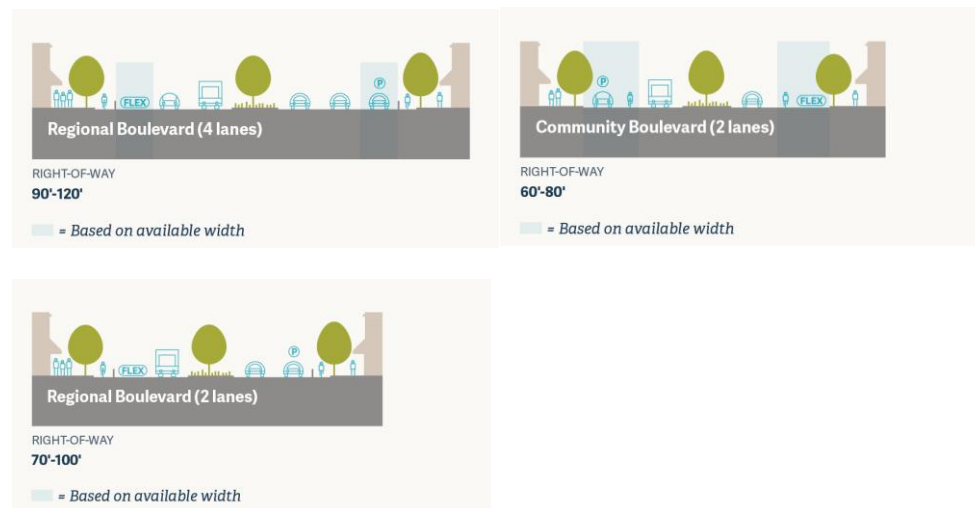 FLEX
P
Regional Boulevard (4 lanes)
RIGHT-OF-WAY
90'-120'
= Based on available width
P
FLEX
Community Boulevard (2 lanes)
RIGHT-OF-WAY
60'-80'
= Based on available width
P
FLEX
Regional Boulevard (2 lanes)
RIGHT-OF-WAY
70'-100'
= Based on available width